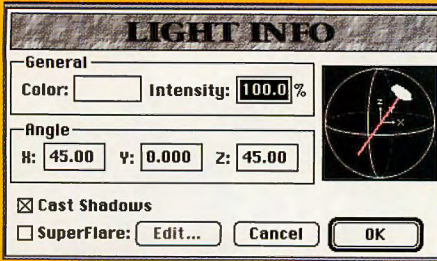 LIGHT INFO
General
Color: Intensity: 100.0 %
Angle
X: 45.00 Y: 0.000 Z: 45.00
Z
X
Cast Shadows
SuperFlare: Edit... Cancel OK